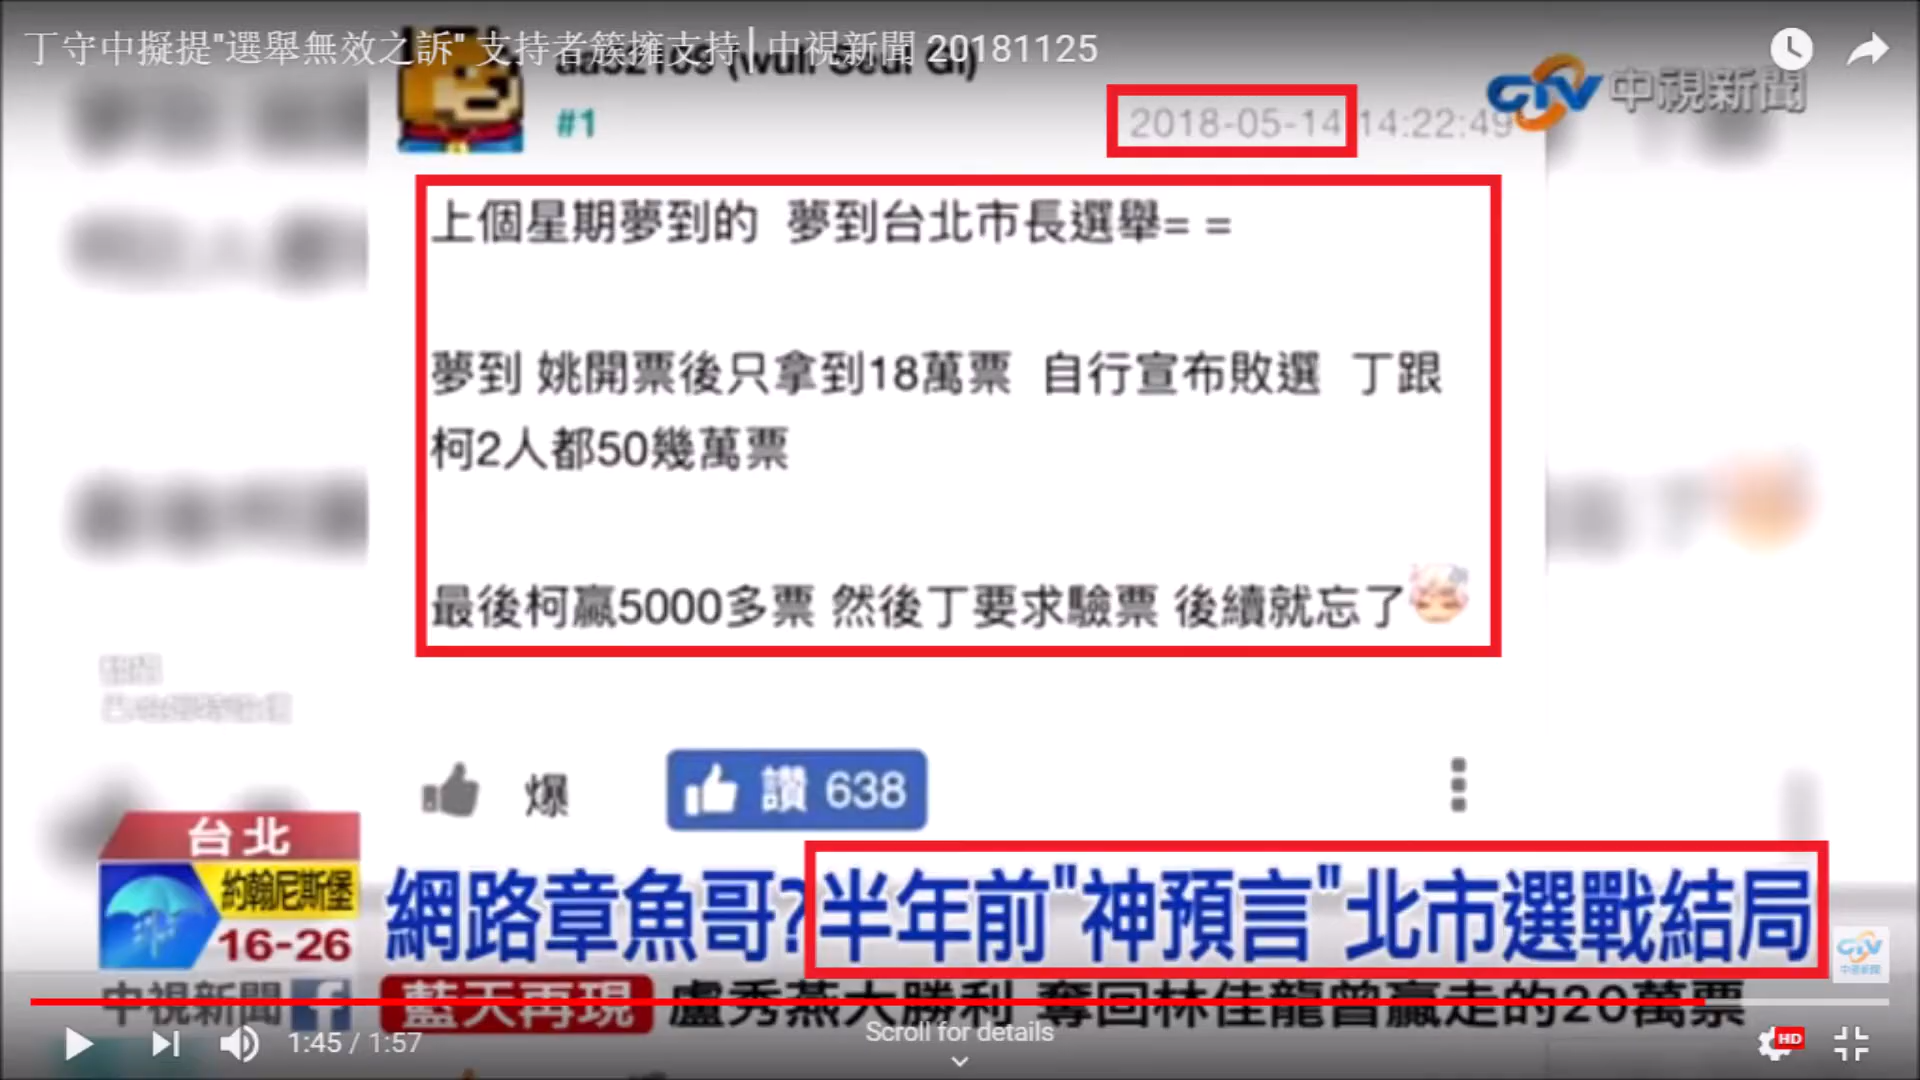 丁守中擬提"選舉無效之訴" 支持者簇擁支持│中視新聞 20181125
CTV 中視新聞
#1
2018-05-14 14:22:49
上個星期夢到的 夢到台北市長選舉= =
夢到 姚開票後只拿到18萬票 自行宣布敗選 丁跟
柯2人都50幾萬票
最後柯贏5000多票 然後丁要求驗票 後續就忘了
爆
讚 638
台北
約翰尼斯堡
16-26
網路章魚哥?半年前"神預言"北市選戰結局
CTV
中視新聞
中視新聞 f
藍天再現 盧秀燕大勝利 奪回林佳龍曾贏走的20萬票
1:45 / 1:57
Scroll for details
HD